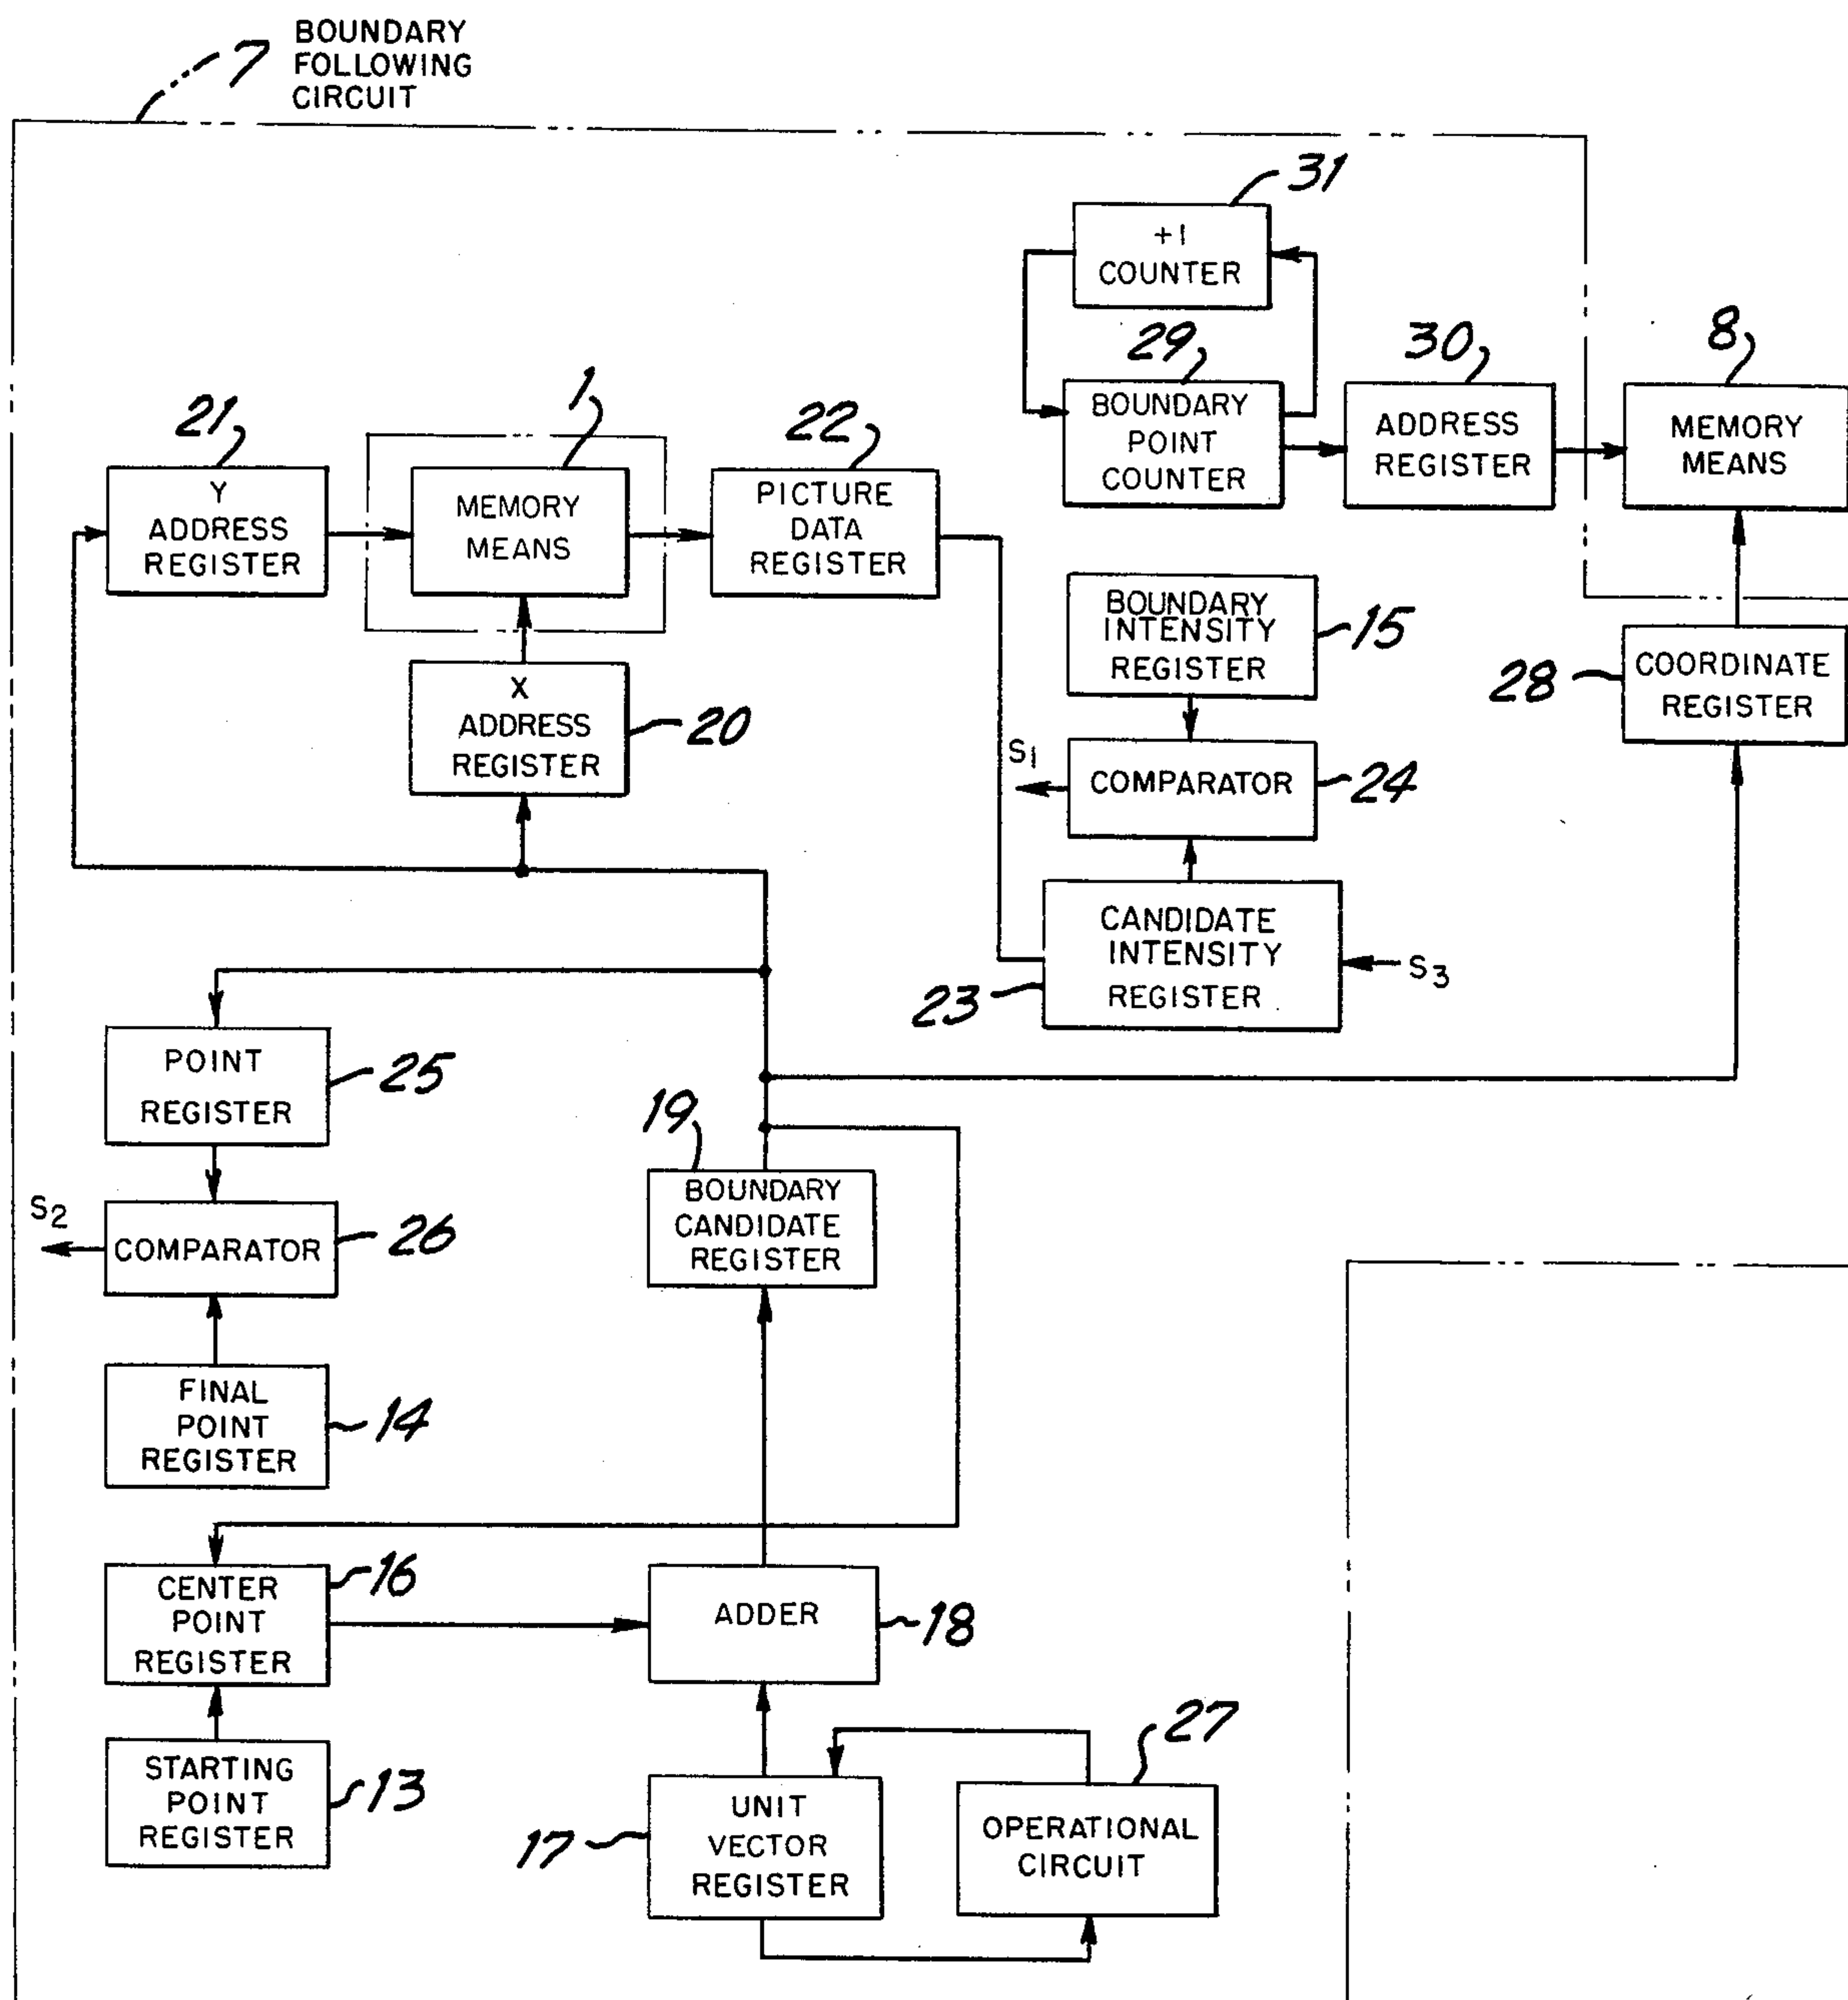 7
BOUNDARY
FOLLOWING
CIRCUIT
31
+1
COUNTER
29
BOUNDARY
POINT
COUNTER
30
ADDRESS
REGISTER
8
MEMORY
MEANS
21
Y
ADDRESS
REGISTER
1
MEMORY
MEANS
22
PICTURE
DATA
REGISTER
X
ADDRESS
REGISTER
20
BOUNDARY
INTENSITY
REGISTER
15
28
COORDINATE
REGISTER
S1
COMPARATOR
24
CANDIDATE
INTENSITY
REGISTER
23
S3
POINT
REGISTER
25
19
BOUNDARY
CANDIDATE
REGISTER
S2
COMPARATOR
26
FINAL
POINT
REGISTER
14
CENTER
POINT
REGISTER
16
ADDER
18
STARTING
POINT
REGISTER
13
17
UNIT
VECTOR
REGISTER
27
OPERATIONAL
CIRCUIT